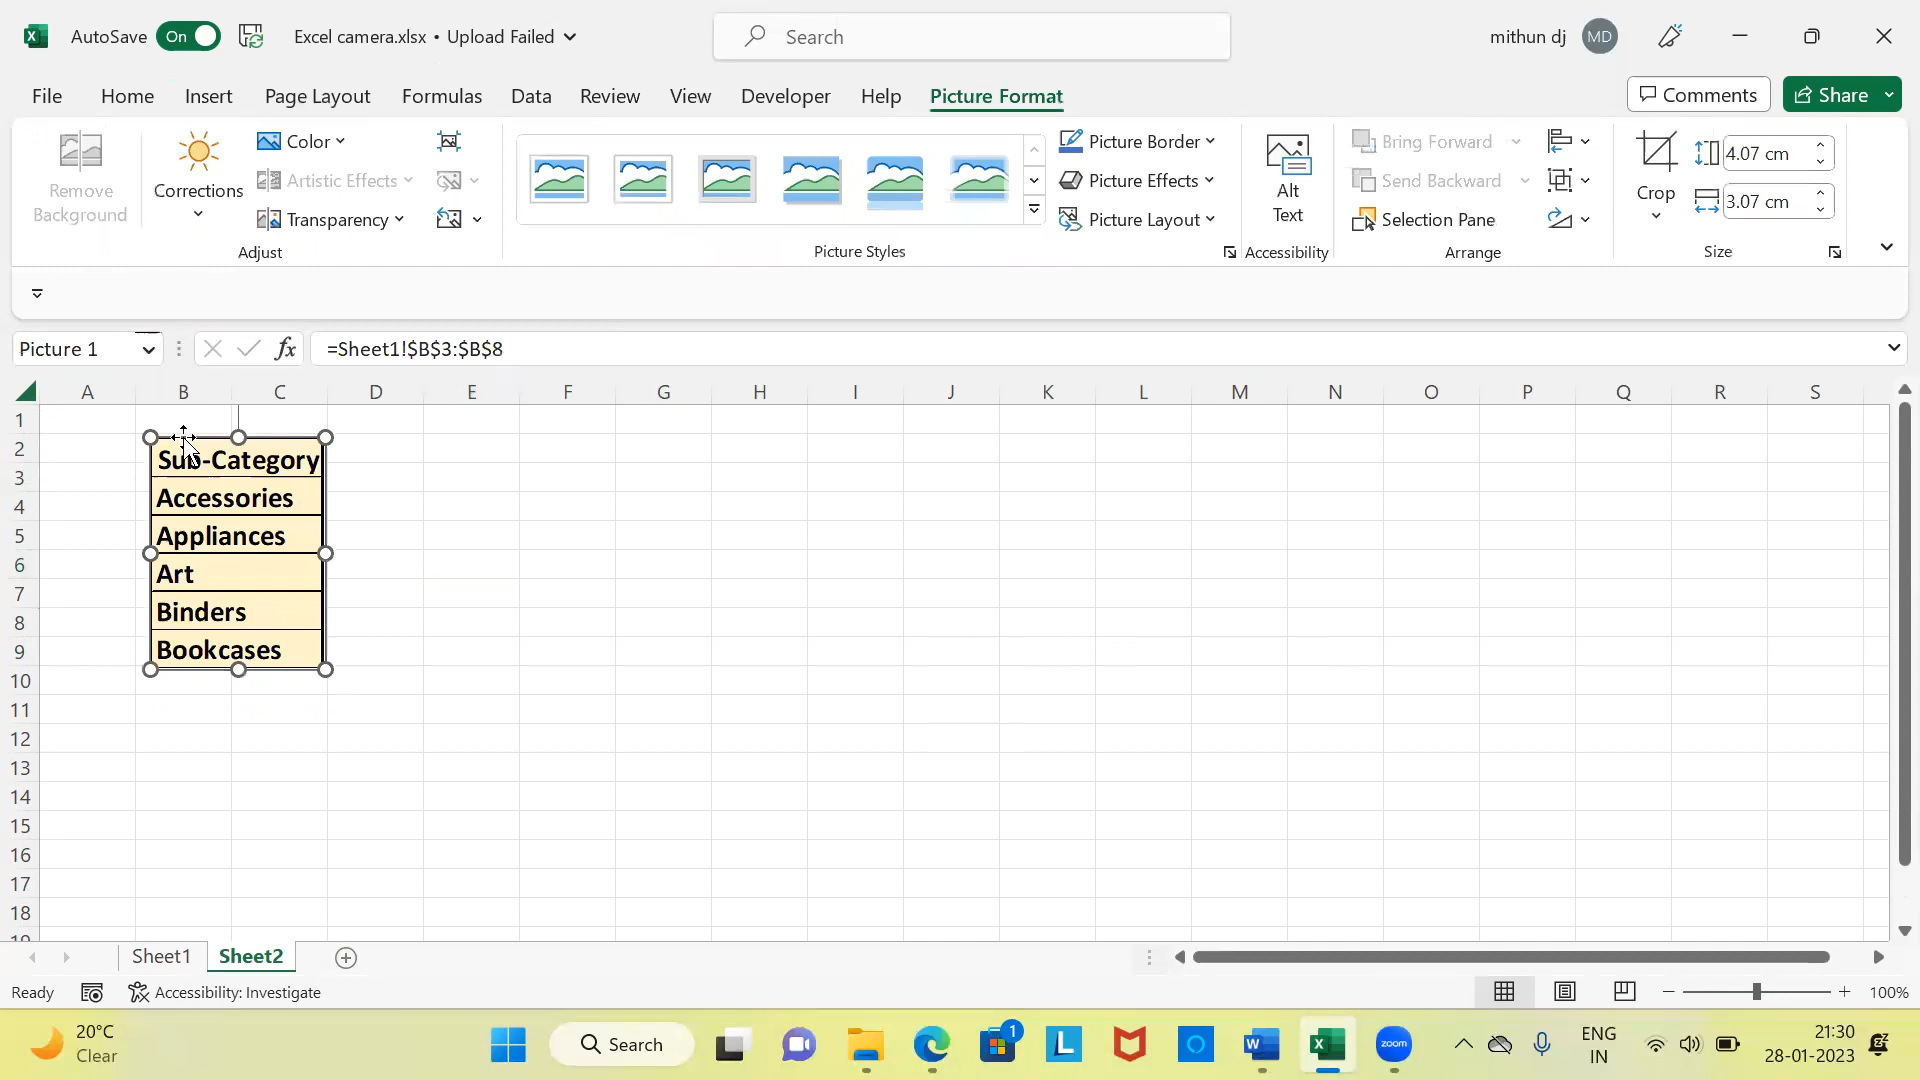 AutoSave On Excel camera.xlsx • Upload Failed Search mithun dj MD
File Home Insert Page Layout Formulas Data Review View Developer Help Picture Format Comments Share
Remove Background
Corrections
Color
Artistic Effects
Transparency
Adjust
Picture Styles
Picture Border
Picture Effects
Picture Layout
Alt Text
Accessibility
Bring Forward
Send Backward
Selection Pane
Arrange
Crop
4.07 cm
3.07 cm
Size
Picture 1 fx =Sheet1!$B$3:$B$8
A B C D E F G H I J K L M N O P Q R S
1
2
3
4
5
6
7
8
9
10
11
12
13
14
15
16
17
18
19
Sub-Category
Accessories
Appliances
Art
Binders
Bookcases
Sheet1 Sheet2
Ready Accessibility: Investigate 100%
20°C
Clear
Search
1
L
W
zoom
ENG
IN
21:30
28-01-2023